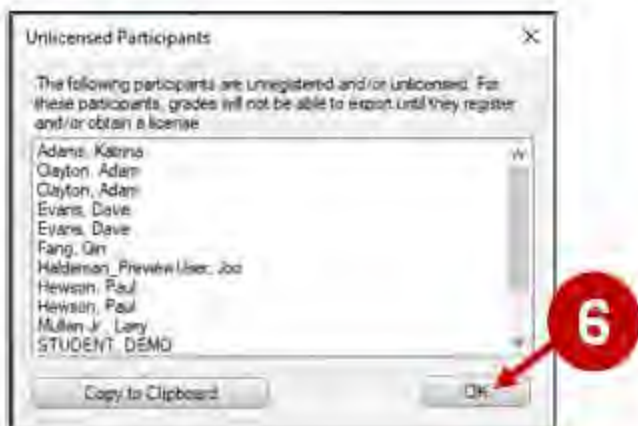 Unlicensed Participants
The following participants are unregistered and/or unlicensed. For
these participants, grades will not be able to export until they register
and/or obtain a license
Adams, Katrina
Clayton, Adam
Clayton, Adam
Evans, Dave
Evans, Dave
Fang, Qin
Haldeman_Preview User, Joo
Hewson, Paul
Hewson, Paul
Mullen Jr., Larry
STUDENT, DEMO
6
Copy to Clipboard
OK